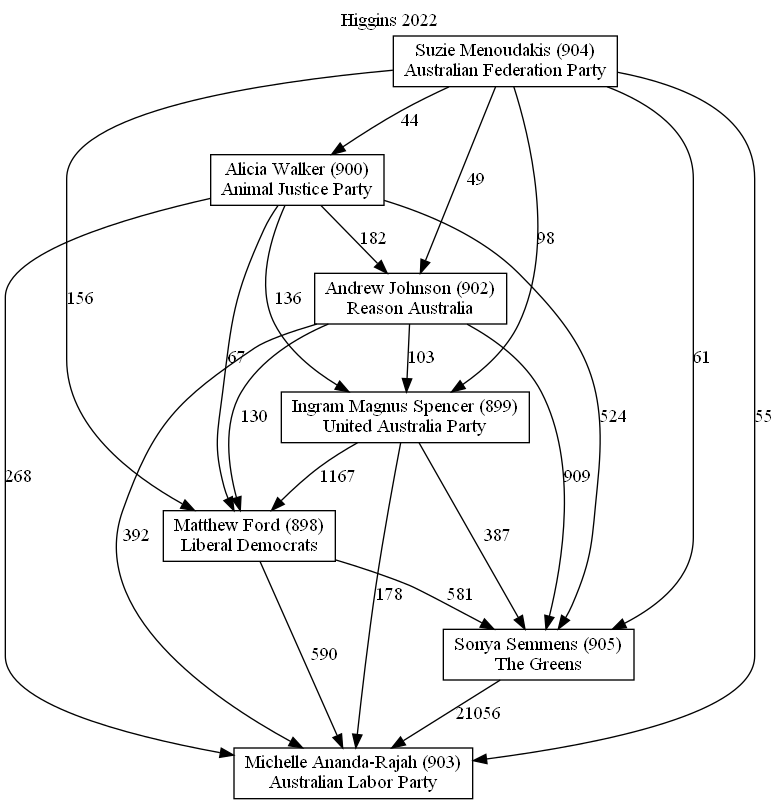 Higgins 2022
Suzie Menoudakis (904)
Australian Federation Party
44
Alicia Walker (900)
Animal Justice Party
49
182
98
156
136
Andrew Johnson (902)
Reason Australia
67
103
61
130
Ingram Magnus Spencer (899)
United Australia Party
524
55
268
1167
909
Matthew Ford (898)
Liberal Democrats
392
387
178
581
590
Sonya Semmens (905)
The Greens
21056
Michelle Ananda-Rajah (903)
Australian Labor Party